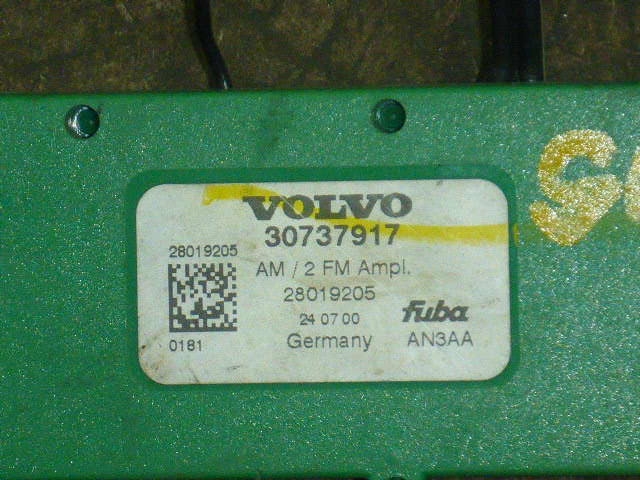 VOLVO
30737917
28019205
AM / 2 FM Ampl.
28019205
24 07 00
fuba
0181
Germany
AN3AA